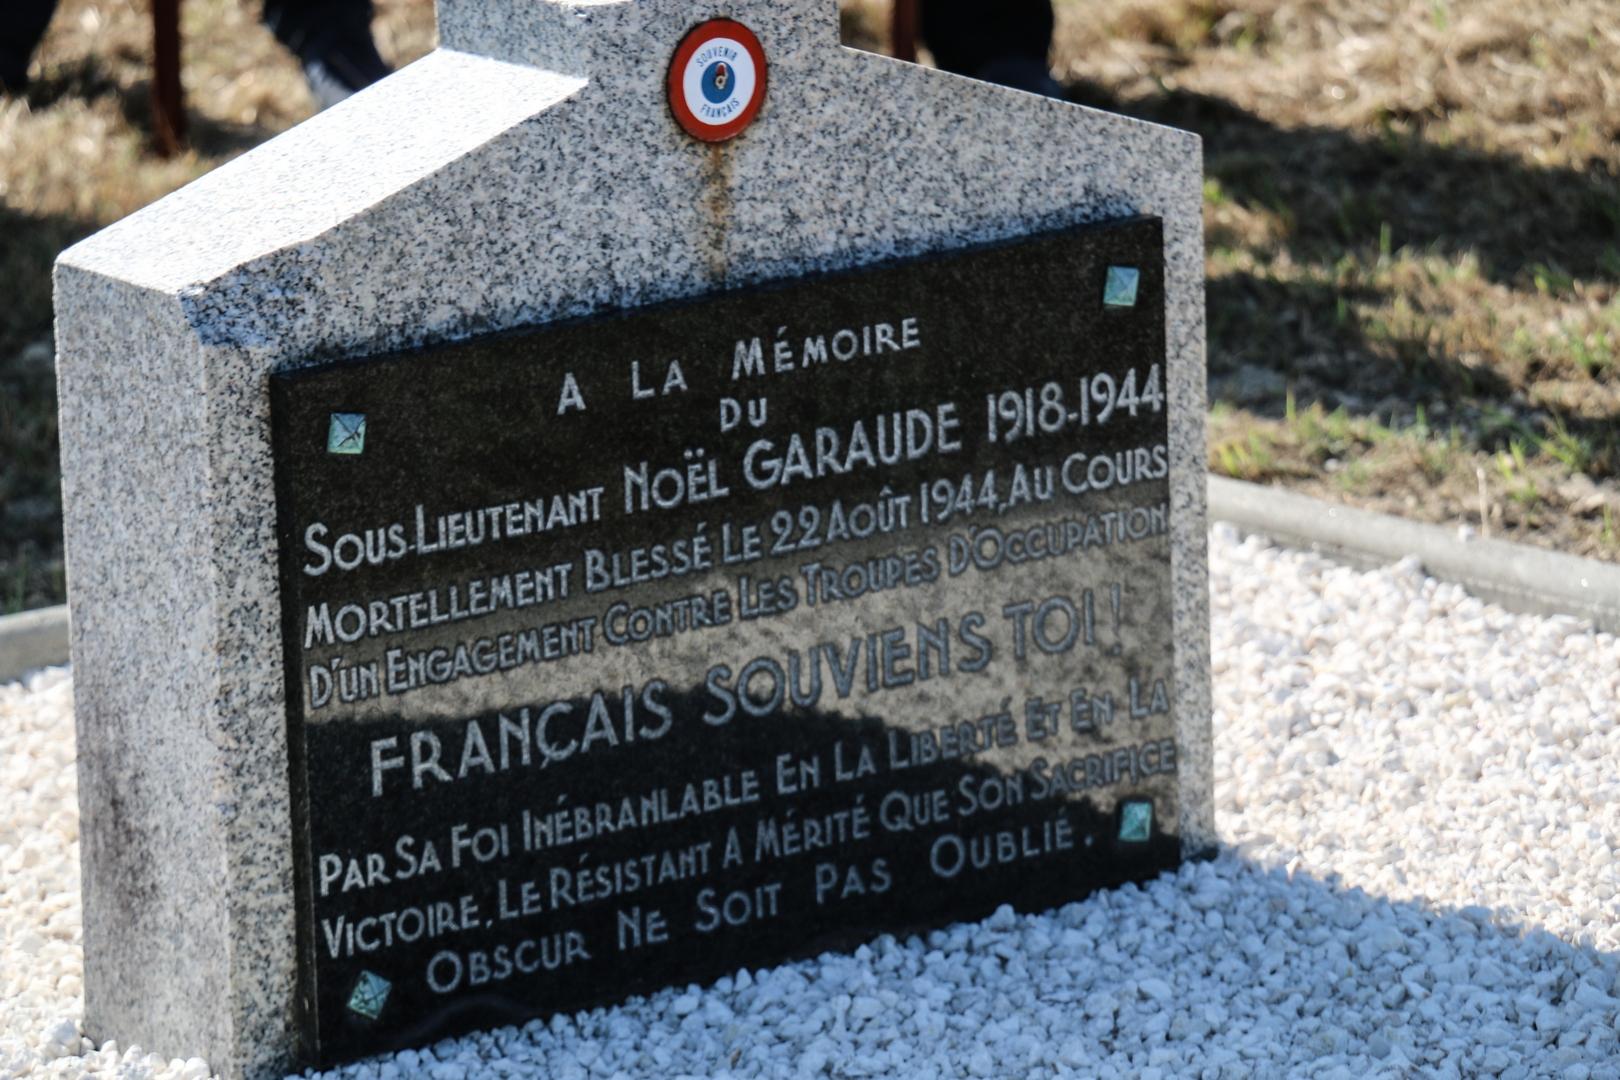 SOUVENIR
FRANÇAIS
A LA MÉMOIRE
DU
SOUS-LIEUTENANT NOËL GARAUDE 1918-1944
MORTELLEMENT BLESSÉ LE 22 AOÛT 1944, AU COURS
D'UN ENGAGEMENT CONTRE LES TROUPES D'OCCUPATION
FRANÇAIS SOUVIENS TOI !
PAR SA FOI INÉBRANLABLE EN LA LIBERTÉ ET EN LA
VICTOIRE, LE RÉSISTANT A MÉRITÉ QUE SON SACRIFICE
OBSCUR NE SOIT PAS OUBLIÉ.